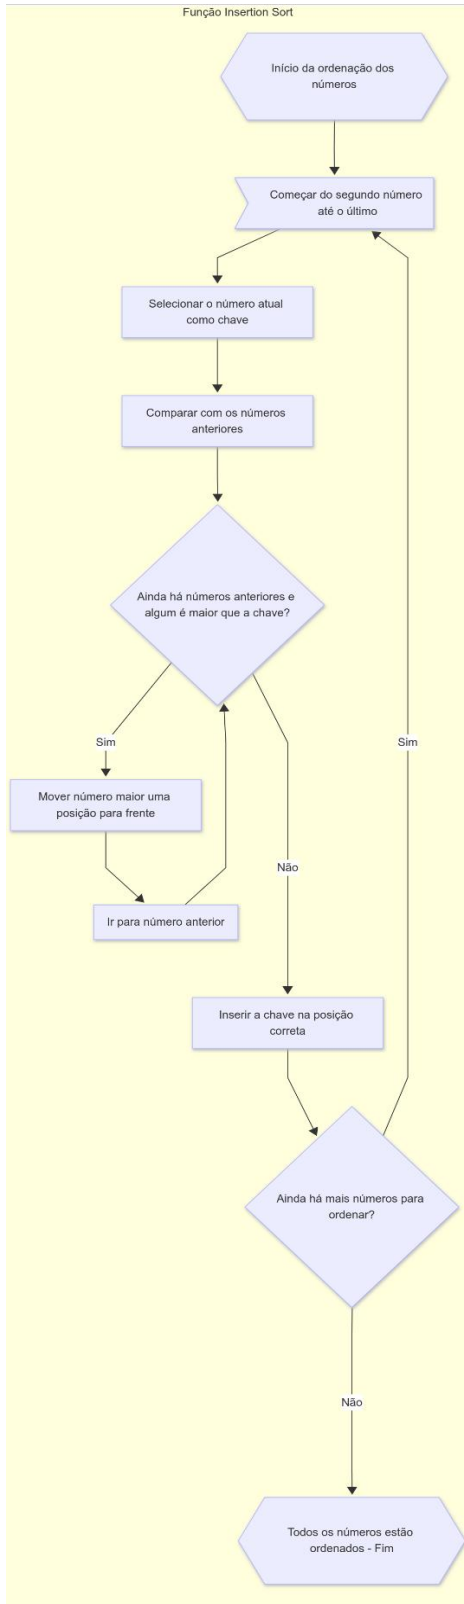 Função Insertion Sort
Início da ordenação dos
números
Começar do segundo número
até o último
Selecionar o número atual
como chave
Comparar com os números
anteriores
Ainda há números anteriores e
algum é maior que a chave?
Sim
Mover número maior uma
posição para frente
Ir para número anterior
Não
Inserir a chave na posição
correta
Sim
Ainda há mais números para
ordenar?
Não
Todos os números estão
ordenados - Fim